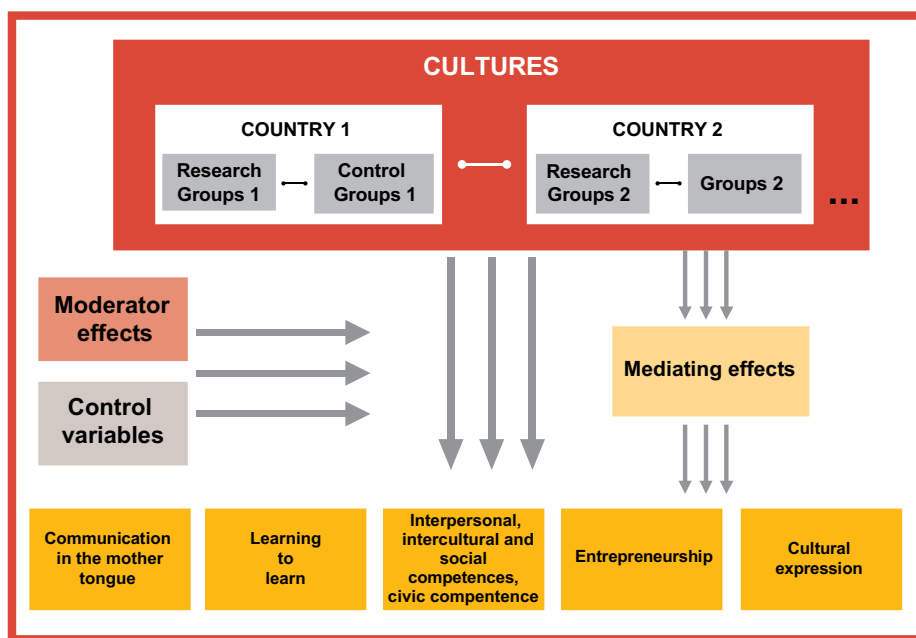 CULTURES
COUNTRY 1
Research
Groups 1
Control
Groups 1
COUNTRY 2
Research
Groups 2
Groups 2
...
Moderator
effects
Control
variables
Mediating effects
Communication
in the mother
tongue
Learning
to
learn
Interpersonal,
intercultural and
social
competences,
civic compentence
Entrepreneurship
Cultural
expression